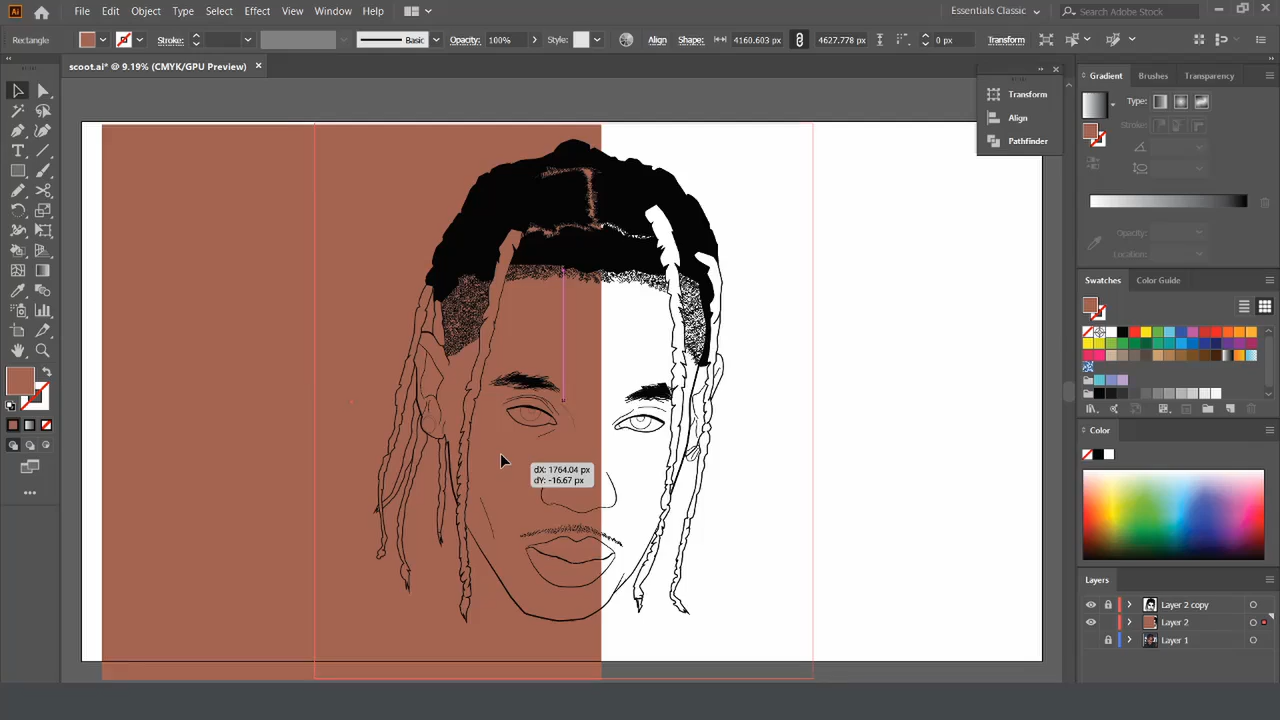 Ai File Edit Object Type Select Effect View Window Help Essentials Classic Search Adobe Stock
Rectangle Stroke: Basic Opacity: 100% Style: Align Shape: 4160.603 px 4627.778 px 0 px Transform
scoot.ai* @ 9.19% (CMYK/GPU Preview)
Transform
Align
Pathfinder
Gradient Brushes Transparency
Type:
Stroke:
Opacity:
Location:
Swatches Color Guide
Color
dX: 1764.04 px
dY: -16.67 px
Layers
Layer 2 copy
Layer 2
Layer 1